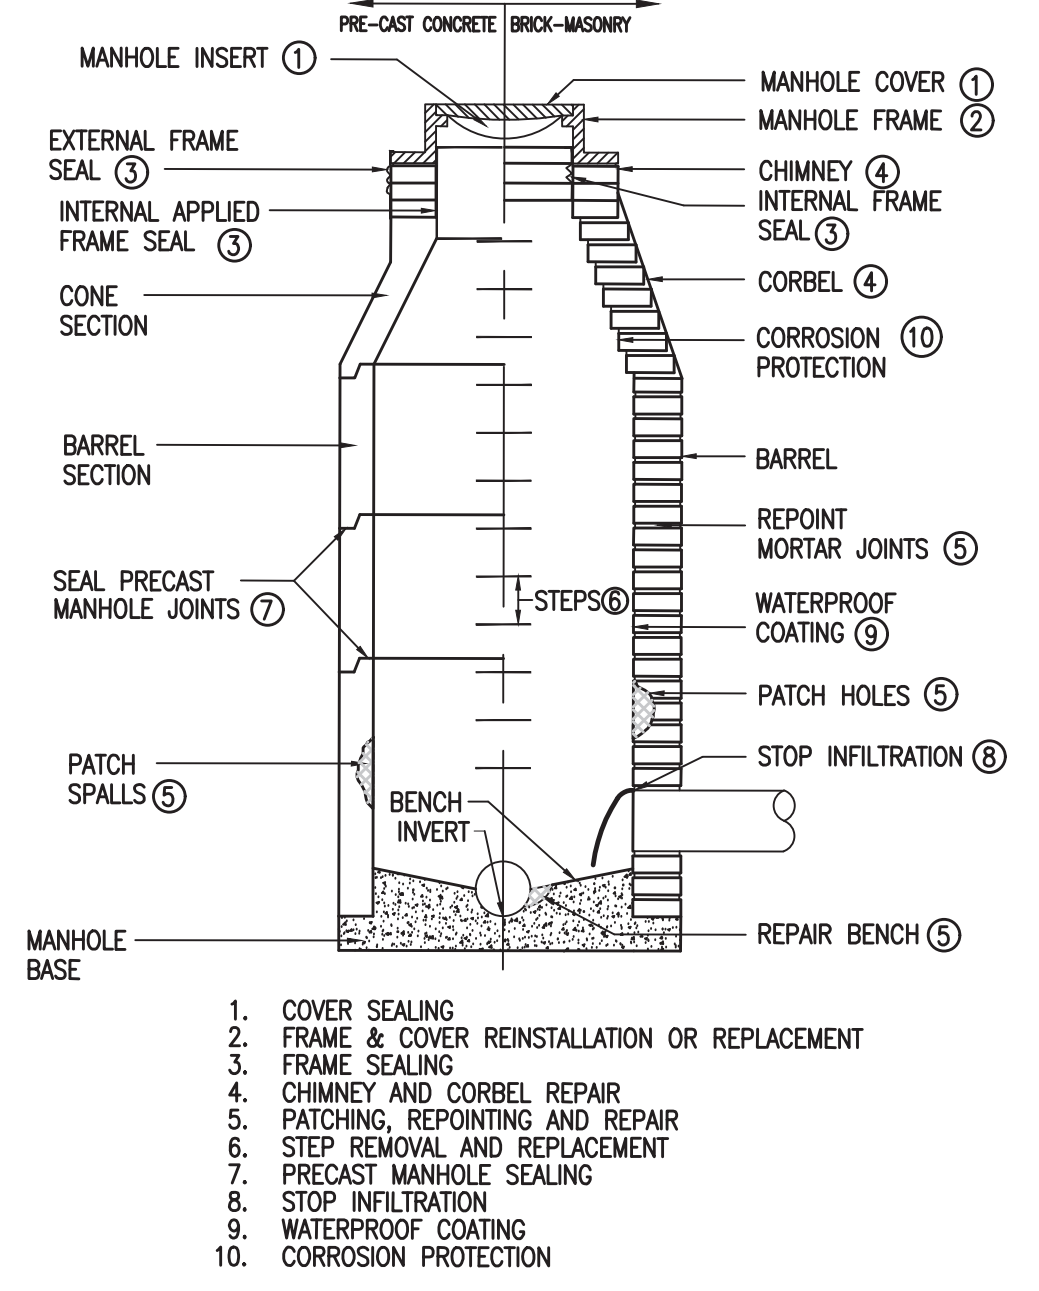 PRE-CAST CONCRETE BRICK-MASONRY
MANHOLE INSERT 1
MANHOLE COVER 1
MANHOLE FRAME 2
EXTERNAL FRAME
SEAL 3
CHIMNEY 4
INTERNAL FRAME
SEAL 3
INTERNAL APPLIED
FRAME SEAL 3
CORBEL 4
CONE
SECTION
CORROSION 10
PROTECTION
BARREL
SECTION
BARREL
REPOINT
MORTAR JOINTS 5
SEAL PRECAST
MANHOLE JOINTS 7
STEPS 6
WATERPROOF
COATING 9
PATCH HOLES 5
STOP INFILTRATION 8
PATCH
SPALLS 5
BENCH
INVERT
REPAIR BENCH 5
MANHOLE
BASE
1. COVER SEALING
2. FRAME & COVER REINSTALLATION OR REPLACEMENT
3. FRAME SEALING
4. CHIMNEY AND CORBEL REPAIR
5. PATCHING, REPOINTING AND REPAIR
6. STEP REMOVAL AND REPLACEMENT
7. PRECAST MANHOLE SEALING
8. STOP INFILTRATION
9. WATERPROOF COATING
10. CORROSION PROTECTION